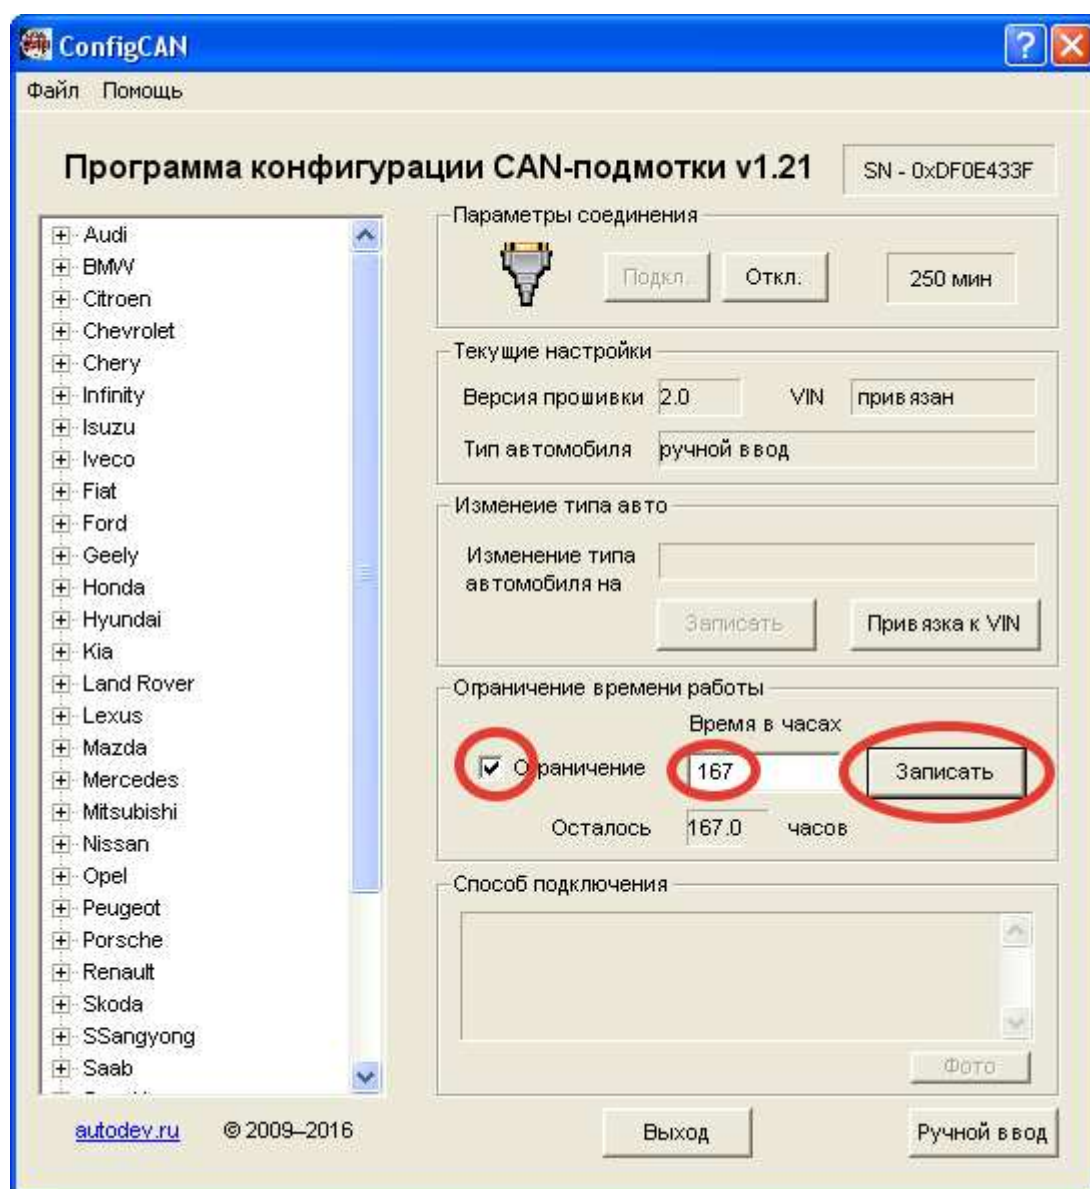 ConfigCAN
Файл Помощь
Программа конфигурации CAN-подмотки v1.21
SN - 0xDF0E433F
Audi
BMW
Citroen
Chevrolet
Chery
Infinity
Isuzu
Iveco
Fiat
Ford
Geely
Honda
Hyundai
Kia
Land Rover
Lexus
Mazda
Mercedes
Mitsubishi
Nissan
Opel
Peugeot
Porsche
Renault
Skoda
SSangyong
Saab
Параметры соединения
Подкл. Откл. 250 мин
Текущие настройки
Версия прошивки 2.0 VIN привязан
Тип автомобиля ручной ввод
Изменеие типа авто
Изменение типа
автомобиля на
Записать Привязка к VIN
Ограничение времени работы
Время в часах
Ограничение 167 Записать
Осталось 167.0 часов
Способ подключения
Фото
autodev.ru © 2009–2016 Выход Ручной ввод